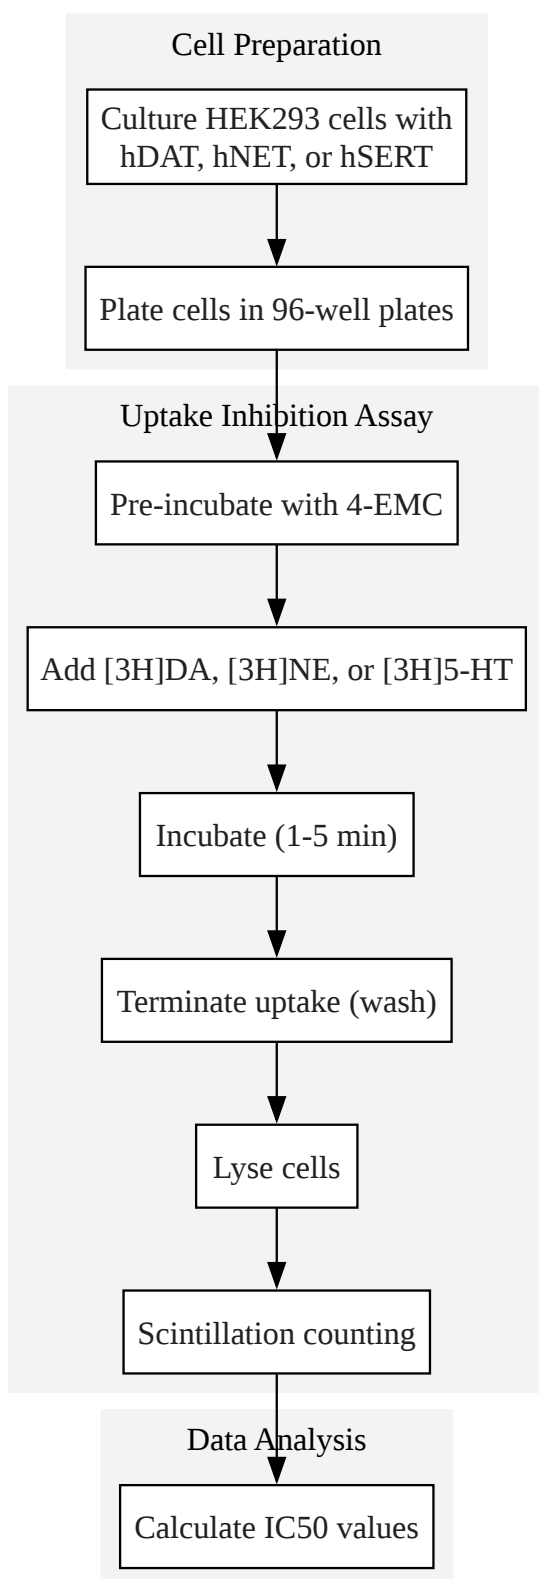 Cell Preparation
Culture HEK293 cells with
hDAT, hNET, or hSERT
Plate cells in 96-well plates
Uptake Inhibition Assay
Pre-incubate with 4-EMC
Add [3H]DA, [3H]NE, or [3H]5-HT
Incubate (1-5 min)
Terminate uptake (wash)
Lyse cells
Scintillation counting
Data Analysis
Calculate IC50 values